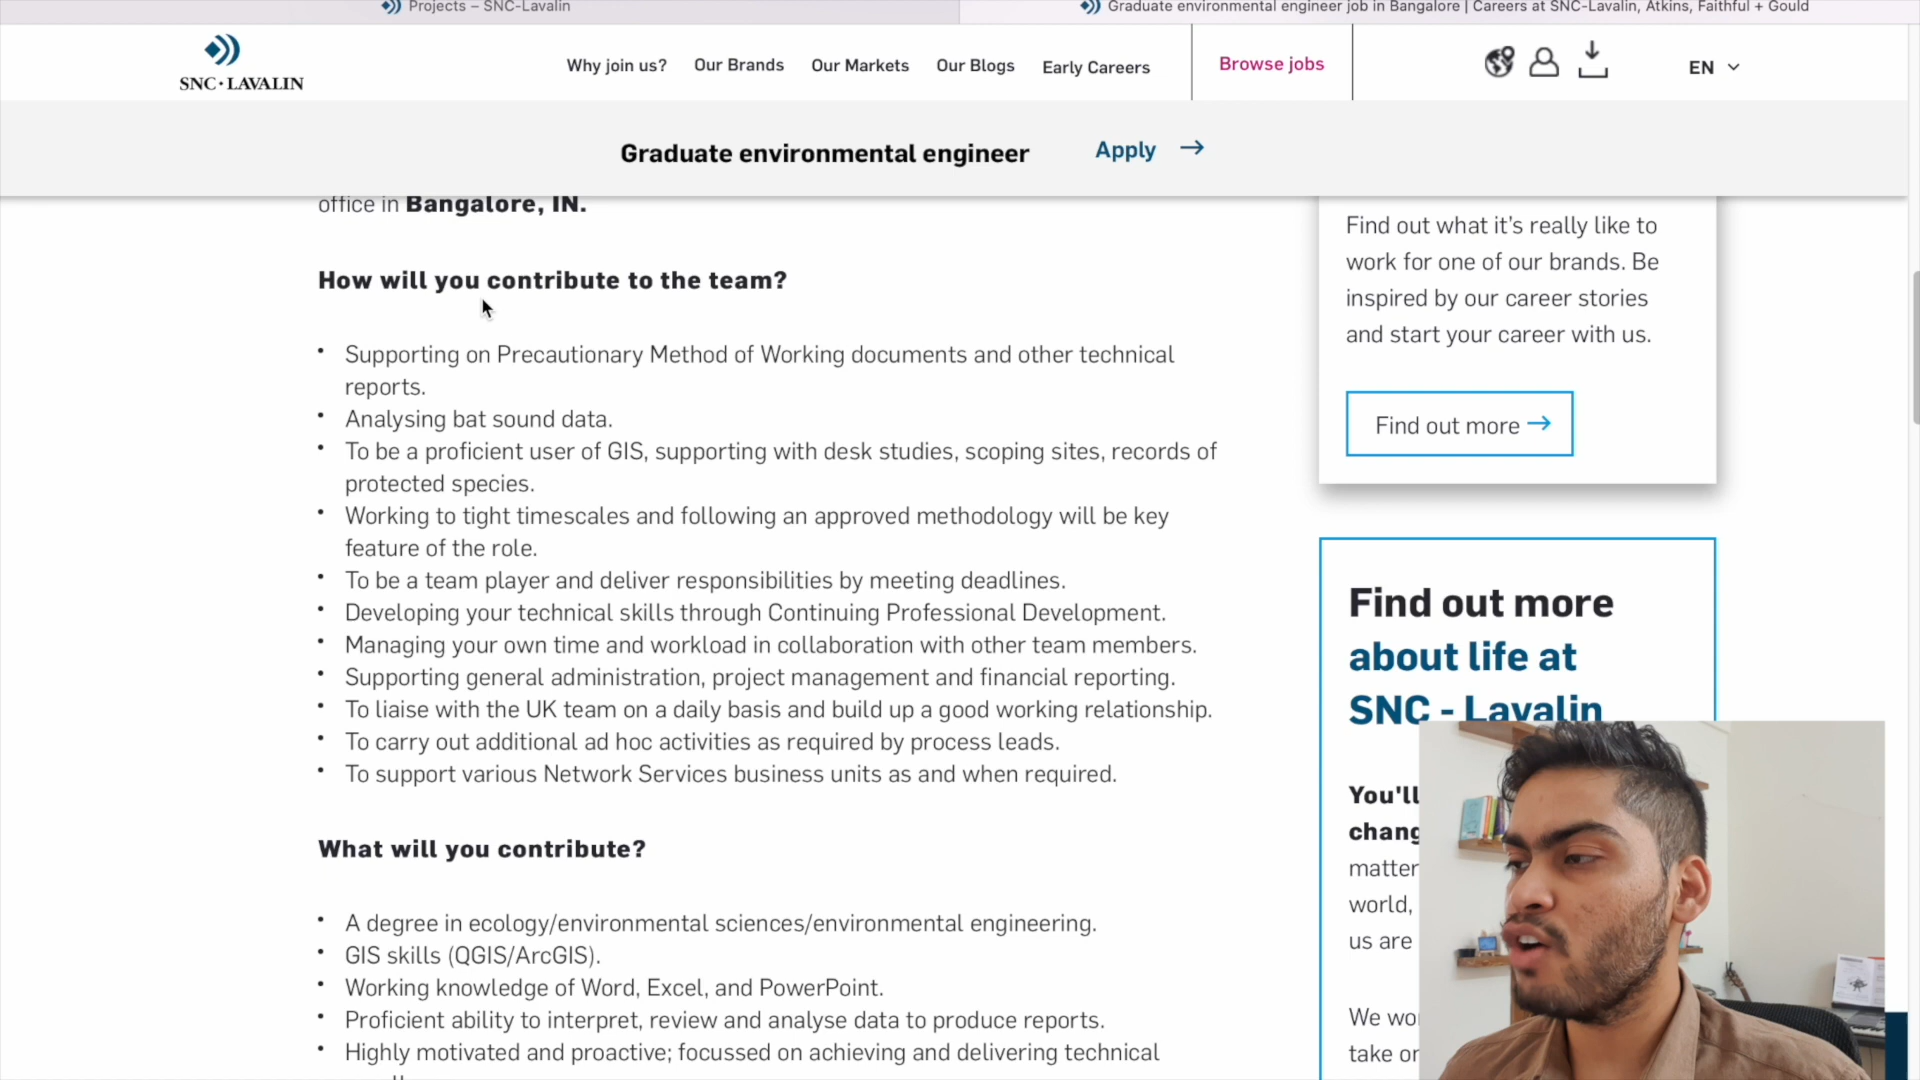 Projects – SNC-Lavalin
Graduate environmental engineer job in Bangalore | Careers at SNC-Lavalin, Atkins, Faithful + Gould
SNC·LAVALIN
Why join us?
Our Brands
Our Markets
Our Blogs
Early Careers
Browse jobs
EN
Graduate environmental engineer
Apply
office in Bangalore, IN.
How will you contribute to the team?
• Supporting on Precautionary Method of Working documents and other technical
reports.
• Analysing bat sound data.
• To be a proficient user of GIS, supporting with desk studies, scoping sites, records of
protected species.
• Working to tight timescales and following an approved methodology will be key
feature of the role.
• To be a team player and deliver responsibilities by meeting deadlines.
• Developing your technical skills through Continuing Professional Development.
• Managing your own time and workload in collaboration with other team members.
• Supporting general administration, project management and financial reporting.
• To liaise with the UK team on a daily basis and build up a good working relationship.
• To carry out additional ad hoc activities as required by process leads.
• To support various Network Services business units as and when required.
What will you contribute?
• A degree in ecology/environmental sciences/environmental engineering.
• GIS skills (QGIS/ArcGIS).
• Working knowledge of Word, Excel, and PowerPoint.
• Proficient ability to interpret, review and analyse data to produce reports.
• Highly motivated and proactive; focussed on achieving and delivering technical
Find out what it's really like to
work for one of our brands. Be
inspired by our career stories
and start your career with us.
Find out more
Find out more
about life at
SNC - Lavalin
You'll
chang
matter
world,
us are
We wo
take or